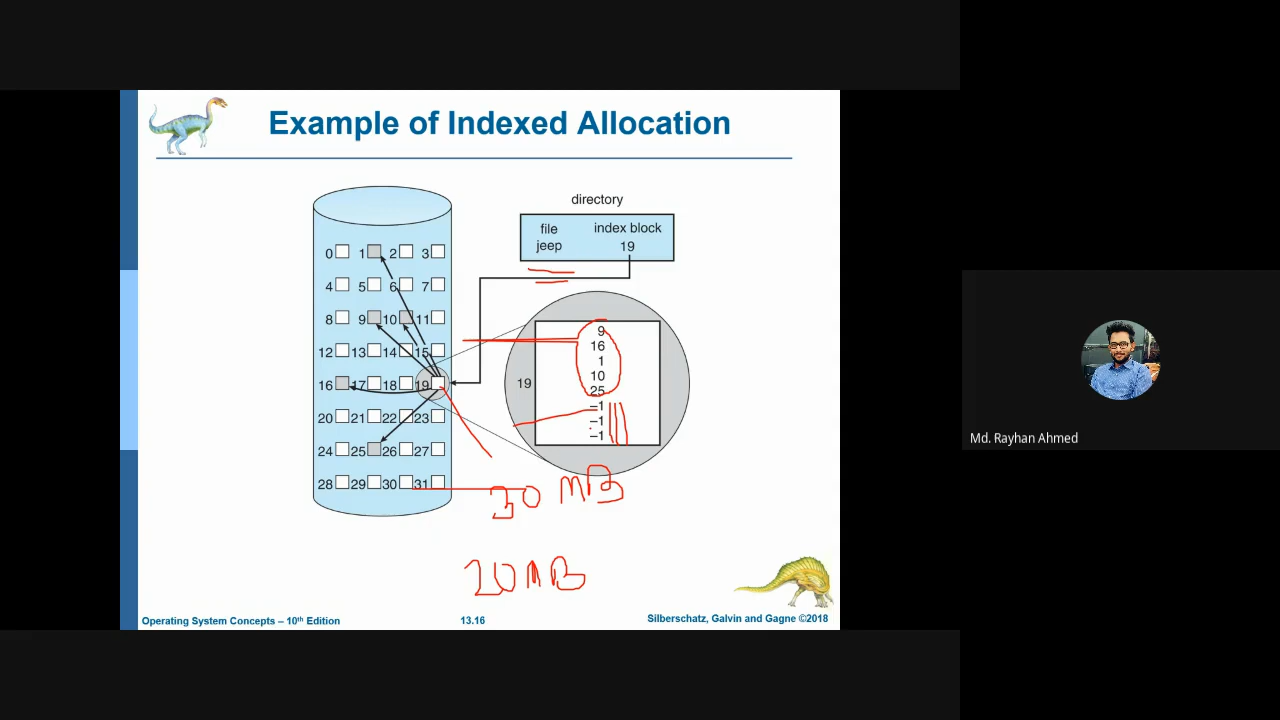 Example of Indexed Allocation
directory
file index block
jeep 19
0 1 2 3
4 5 6 7
8 9 10 11
12 13 14 15
16 17 18 19
20 21 22 23
24 25 26 27
28 29 30 31
19
9
16
1
10
25
–1
–1
–1
30 MB
20 MB
Operating System Concepts – 10th Edition
13.16
Silberschatz, Galvin and Gagne ©2018
Md. Rayhan Ahmed